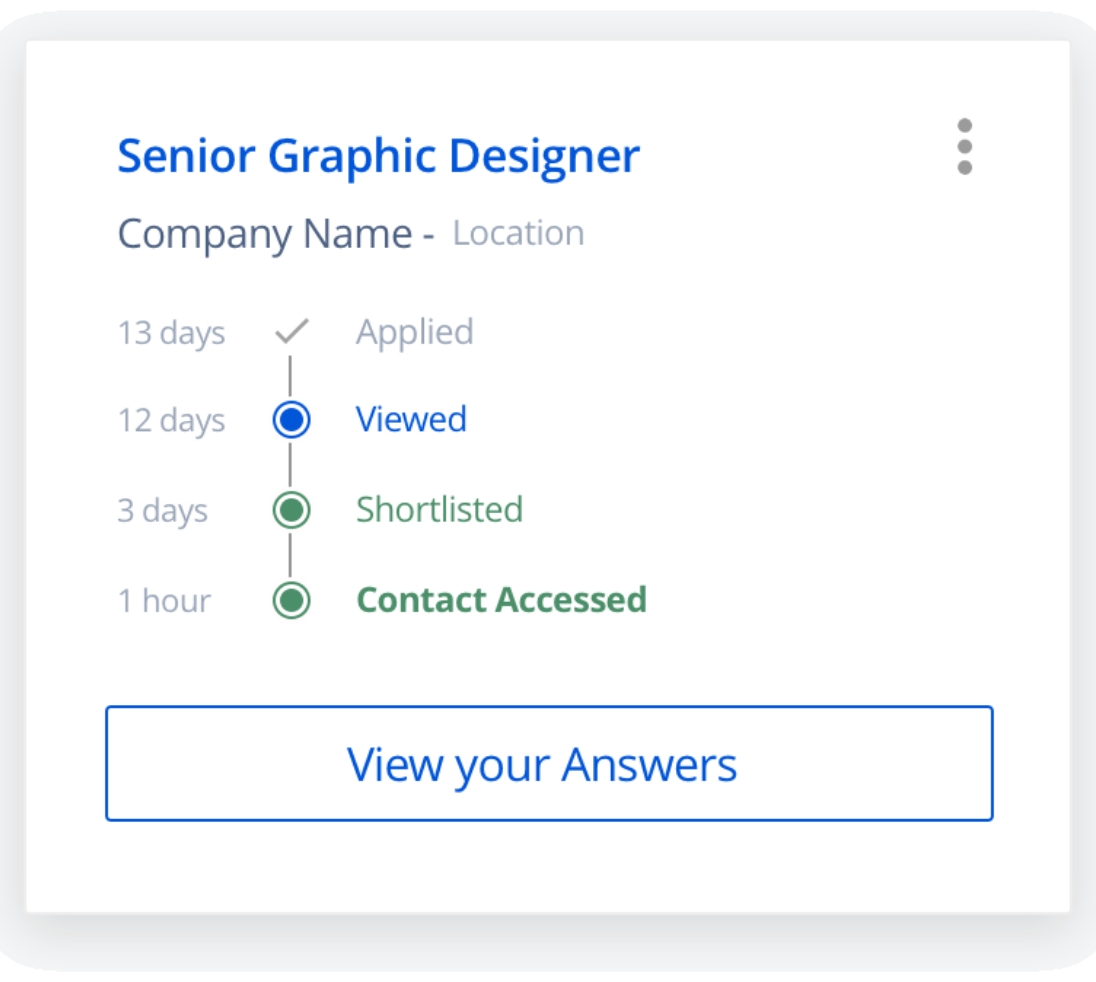 Senior Graphic Designer
Company Name - Location
13 days Applied
12 days Viewed
3 days Shortlisted
1 hour Contact Accessed
View your Answers